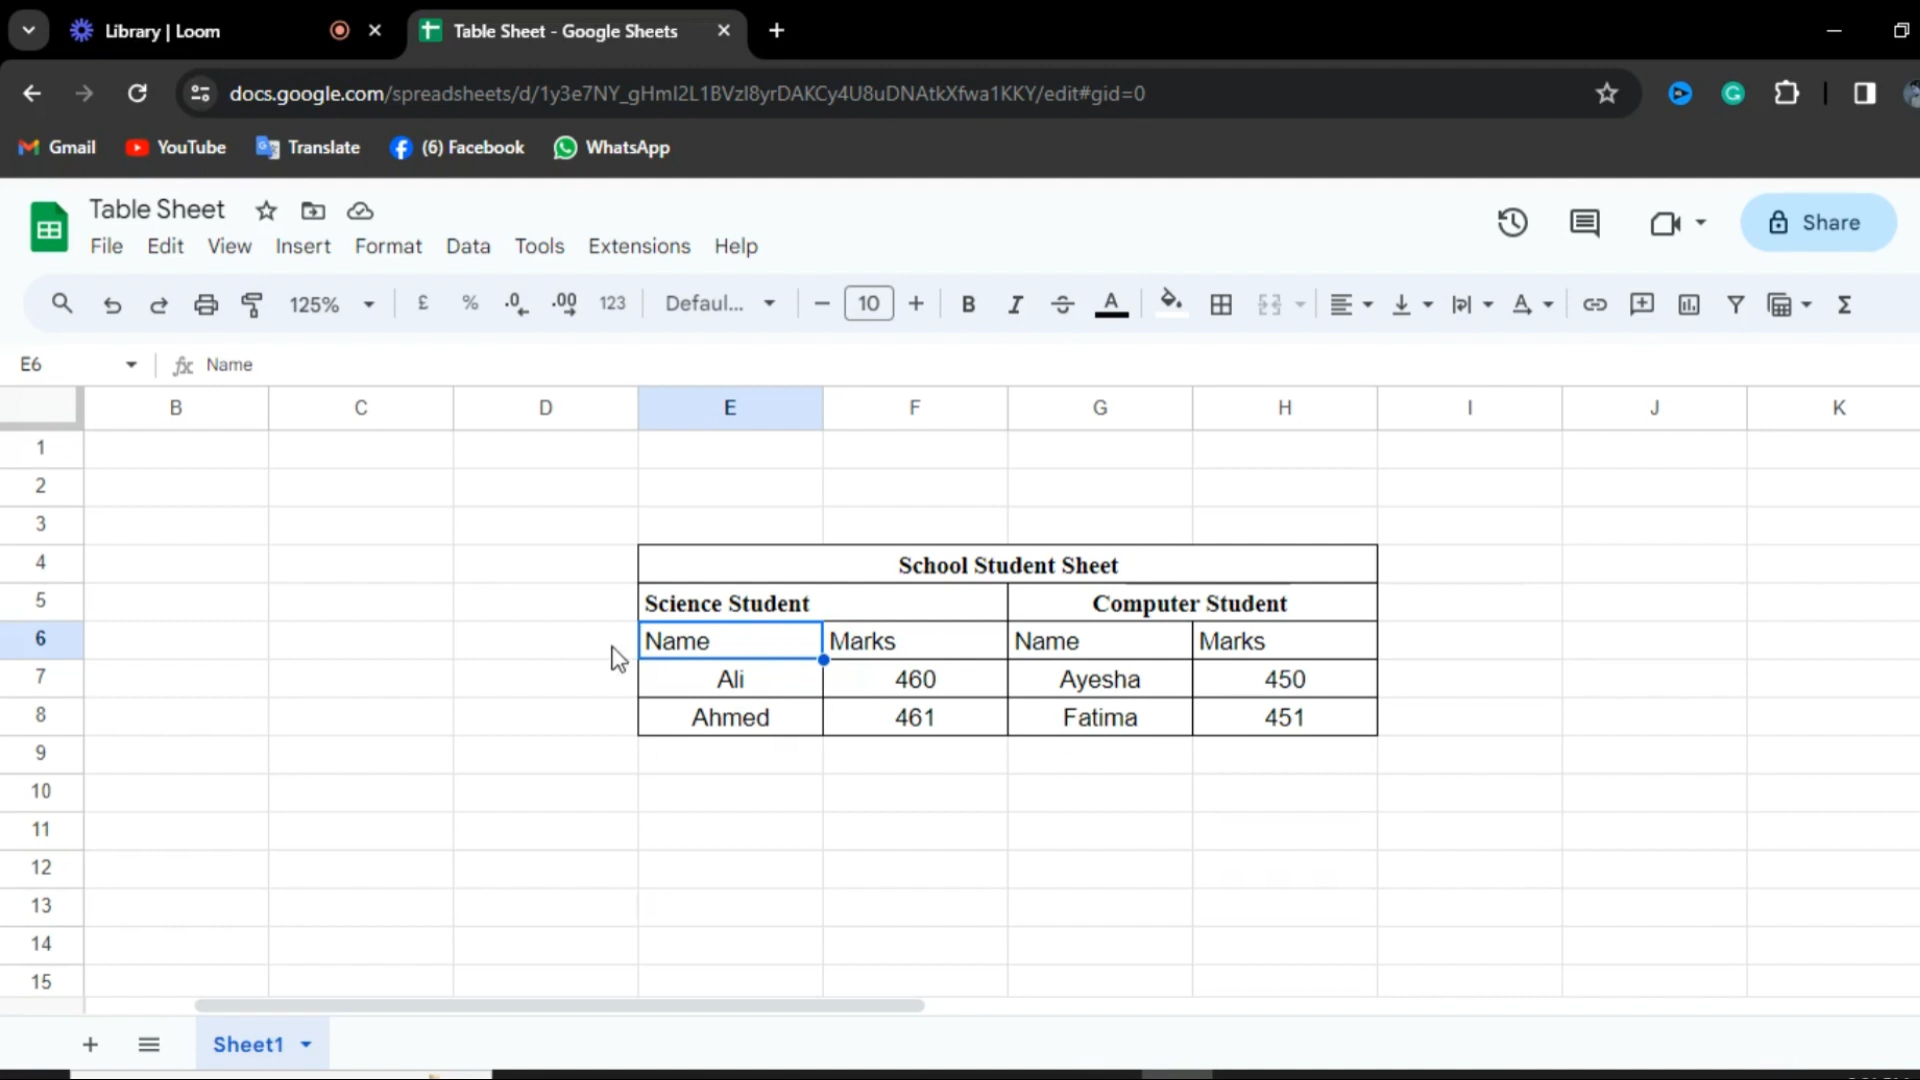 Library | Loom Table Sheet - Google Sheets
docs.google.com/spreadsheets/d/1y3e7NY_gHmI2L1BVzI8yrDAKCy4U8uDNAtkXfwa1KKY/edit#gid=0
Gmail YouTube Translate (6) Facebook WhatsApp
Table Sheet
File Edit View Insert Format Data Tools Extensions Help
Share
125% £ % .0 .00 123 Defaul... 10 B I A
E6 Name
B C D E F G H I J K
1
2
3
4 School Student Sheet
5 Science Student Computer Student
6 Name Marks Name Marks
7 Ali 460 Ayesha 450
8 Ahmed 461 Fatima 451
9
10
11
12
13
14
15
Sheet1